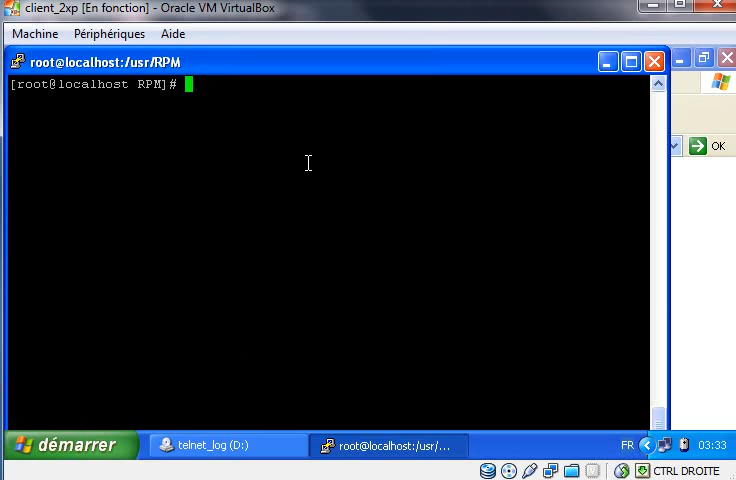 client_2xp [En fonction] - Oracle VM VirtualBox
Machine Périphériques Aide
root@localhost:/usr/RPM
[root@localhost RPM]#
OK
démarrer
telnet_log (D:)
root@localhost:/usr/...
FR
03:33
CTRL DROITE